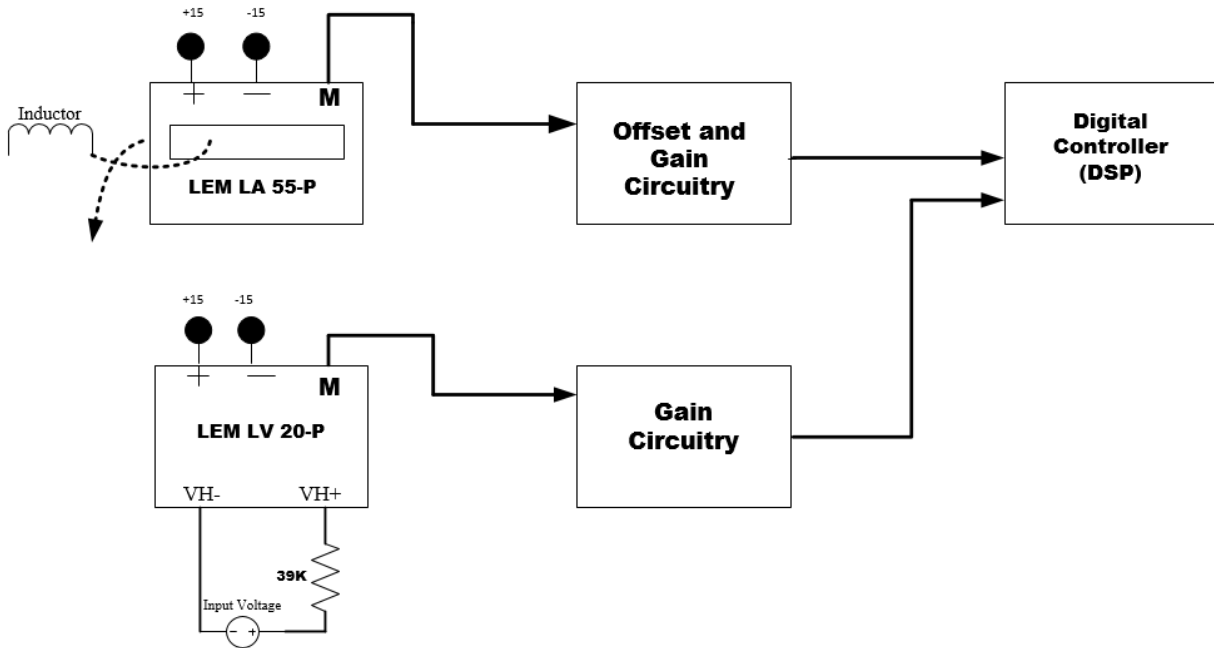 +15
-15
M
Inductor
LEM LA 55-P
Offset and
Gain
Circuitry
Digital
Controller
(DSP)
+15
-15
M
LEM LV 20-P
VH-
VH+
Gain
Circuitry
39K
Input Voltage